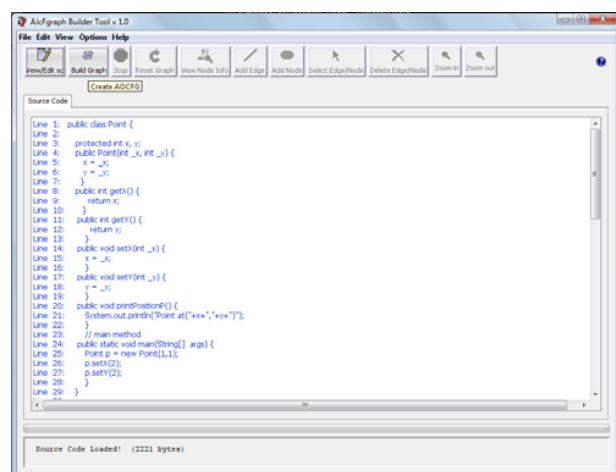 AJcFgraph Builder Tool v 1.0
File Edit View Options Help
View/Edit sc Build Graph Stop Reset Graph View Node Info Add Edge Add Node Select Edge/Node Delete Edge/Node Zoom in Zoom out
Create AOCFG
Source Code
Line 1: public class Point {
Line 2:
Line 3: protected int x, y;
Line 4: public Point(int _x, int _y) {
Line 5: x = _x;
Line 6: y = _y;
Line 7: }
Line 8: public int getX() {
Line 9: return x;
Line 10: }
Line 11: public int getY() {
Line 12: return y;
Line 13: }
Line 14: public void setX(int _x) {
Line 15: x = _x;
Line 16: }
Line 17: public void setY(int _y) {
Line 18: y = _y;
Line 19: }
Line 20: public void printPositionP() {
Line 21: System.out.println("Point at("+x+","+y+")");
Line 22: }
Line 23: // main method
Line 24: public static void main(String[] args) {
Line 25: Point p = new Point(1,1);
Line 26: p.setX(2);
Line 27: p.setY(2);
Line 28: }
Line 29: }
Source Code Loaded! (2221 bytes)